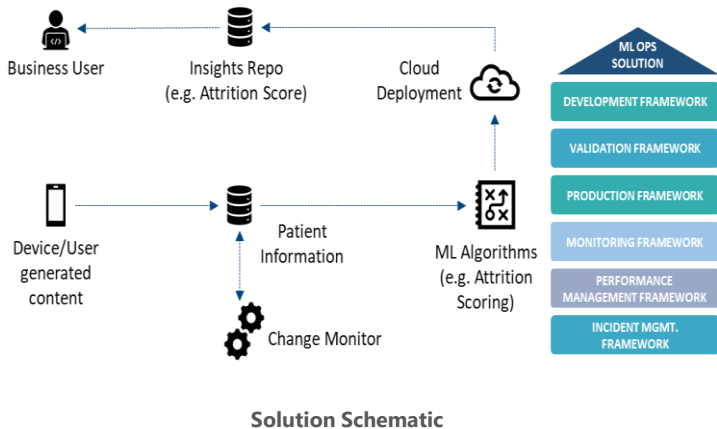 Business User
Insights Repo
(e.g. Attrition Score)
Cloud
Deployment
Device/User
generated
content
Patient
Information
ML Algorithms
(e.g. Attrition
Scoring)
Change Monitor
ML OPS
SOLUTION
DEVELOPMENT FRAMEWORK
VALIDATION FRAMEWORK
PRODUCTION FRAMEWORK
MONITORING FRAMEWORK
PERFORMANCE
MANAGEMENT FRAMEWORK
INCIDENT MGMT.
FRAMEWORK
Solution Schematic